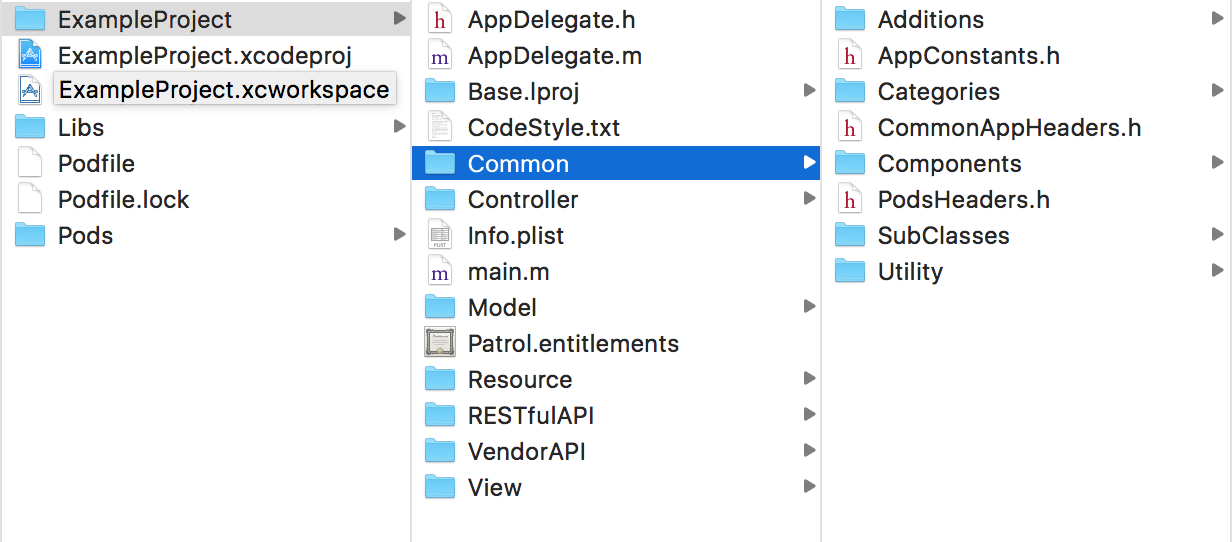 ExampleProject
ExampleProject.xcodeproj
ExampleProject.xcworkspace
Libs
Podfile
Podfile.lock
Pods
h AppDelegate.h
m AppDelegate.m
Base.lproj
CodeStyle.txt
Common
Controller
PLIST Info.plist
m main.m
Model
Patrol.entitlements
Resource
RESTfulAPI
VendorAPI
View
Additions
h AppConstants.h
Categories
h CommonAppHeaders.h
Components
h PodsHeaders.h
SubClasses
Utility